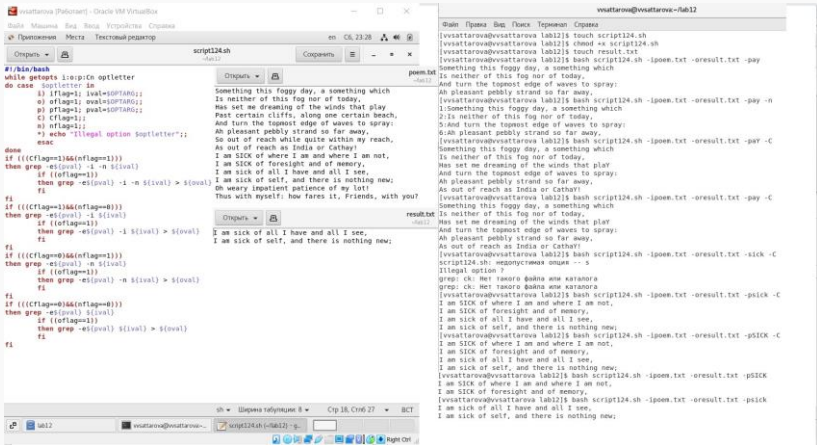 vvsattarova [Работает] - Oracle VM VirtualBox
Файл Машина Вид Ввод Устройства Справка
Приложения Места Текстовый редактор en Сб, 23:28
Открыть script124.sh ~/lab12 Сохранить
#!/bin/bash
while getopts i:o:p:Cn optletter
do case $optletter in
i) iflag=1; ival=$OPTARG;;
o) oflag=1; oval=$OPTARG;;
p) pflag=1; pval=$OPTARG;;
C) Cflag=1;;
n) nflag=1;;
*) echo "Illegal option $optletter";;
esac
done
if (((Cflag==1)&&(nflag==1)))
then grep -e${pval} -i -n ${ival}
if ((oflag==1))
then grep -e${pval} -i -n ${ival} > ${oval}
fi
fi
if (((Cflag==1)&&(nflag==0)))
then grep -e${pval} -i ${ival}
if ((oflag==1))
then grep -e${pval} -i ${ival} > ${oval}
fi
fi
if (((Cflag==0)&&(nflag==1)))
then grep -e${pval} -n ${ival}
if ((oflag==1))
then grep -e${pval} -n ${ival} > ${oval}
fi
fi
if (((Cflag==0)&&(nflag==0)))
then grep -e${pval} ${ival}
if ((oflag==1))
then grep -e${pval} ${ival} > ${oval}
fi
fi
Открыть poem.txt ~/lab12
Something this foggy day, a something which
Is neither of this fog nor of today,
Has set me dreaming of the winds that play
Past certain cliffs, along one certain beach,
And turn the topmost edge of waves to spray:
Ah pleasant pebbly strand so far away,
So out of reach while quite within my reach,
As out of reach as India or Cathay!
I am SICK of where I am and where I am not,
I am SICK of foresight and of memory,
I am sick of all I have and all I see,
I am sick of self, and there is nothing new;
Oh weary impatient patience of my lot!
Thus with myself: how fares it, Friends, with you?
Открыть result.txt ~/lab12
I am sick of all I have and all I see,
I am sick of self, and there is nothing new;
sh Ширина табуляции: 8 Стр 18, Стлб 27 ВСТ
lab12 vvsattarova@vvsattarova:~... script124.sh (~/lab12) - g...
Right Ctrl
vvsattarova@vvsattarova:~/lab12
Файл Правка Вид Поиск Терминал Справка
[vvsattarova@vvsattarova lab12]$ touch script124.sh
[vvsattarova@vvsattarova lab12]$ chmod +x script124.sh
[vvsattarova@vvsattarova lab12]$ touch result.txt
[vvsattarova@vvsattarova lab12]$ bash script124.sh -ipoem.txt -oresult.txt -pay
Something this foggy day, a something which
Is neither of this fog nor of today,
And turn the topmost edge of waves to spray:
Ah pleasant pebbly strand so far away,
[vvsattarova@vvsattarova lab12]$ bash script124.sh -ipoem.txt -oresult.txt -pay -n
1:Something this foggy day, a something which
2:Is neither of this fog nor of today,
5:And turn the topmost edge of waves to spray:
6:Ah pleasant pebbly strand so far away,
[vvsattarova@vvsattarova lab12]$ bash script124.sh -ipoem.txt -oresult.txt -paY -C
Something this foggy day, a something which
Is neither of this fog nor of today,
Has set me dreaming of the winds that plaY
And turn the topmost edge of waves to spray:
Ah pleasant pebbly strand so far away,
As out of reach as India or CathaY!
[vvsattarova@vvsattarova lab12]$ bash script124.sh -ipoem.txt -oresult.txt -pay -C
Something this foggy day, a something which
Is neither of this fog nor of today,
Has set me dreaming of the winds that plaY
And turn the topmost edge of waves to spray:
Ah pleasant pebbly strand so far away,
As out of reach as India or CathaY!
[vvsattarova@vvsattarova lab12]$ bash script124.sh -ipoem.txt -oresult.txt -sick -C
script124.sh: недопустимая опция -- s
Illegal option ?
grep: ck: Нет такого файла или каталога
grep: ck: Нет такого файла или каталога
[vvsattarova@vvsattarova lab12]$ bash script124.sh -ipoem.txt -oresult.txt -psick -C
I am SICK of where I am and where I am not,
I am SICK of foresight and of memory,
I am sick of all I have and all I see,
I am sick of self, and there is nothing new;
[vvsattarova@vvsattarova lab12]$ bash script124.sh -ipoem.txt -oresult.txt -pSICK -C
I am SICK of where I am and where I am not,
I am SICK of foresight and of memory,
I am sick of all I have and all I see,
I am sick of self, and there is nothing new;
[vvsattarova@vvsattarova lab12]$ bash script124.sh -ipoem.txt -oresult.txt -pSICK
I am SICK of where I am and where I am not,
I am SICK of foresight and of memory,
[vvsattarova@vvsattarova lab12]$ bash script124.sh -ipoem.txt -oresult.txt -psick
I am sick of all I have and all I see,
I am sick of self, and there is nothing new;